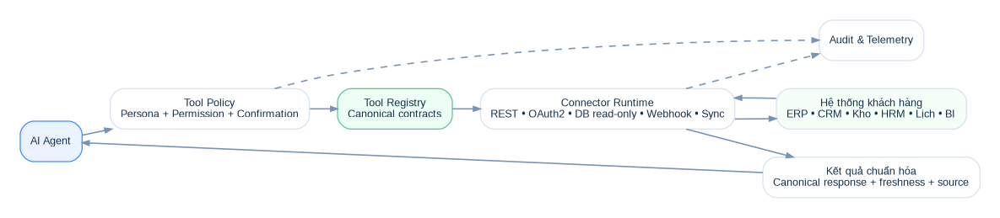 Audit & Telemetry
Tool Policy
Persona + Permission + Confirmation
Tool Registry
Canonical contracts
Connector Runtime
REST • OAuth2 • DB read-only • Webhook • Sync
Hệ thống khách hàng
ERP • CRM • Kho • HRM • Lịch • BI
AI Agent
Kết quả chuẩn hóa
Canonical response + freshness + source